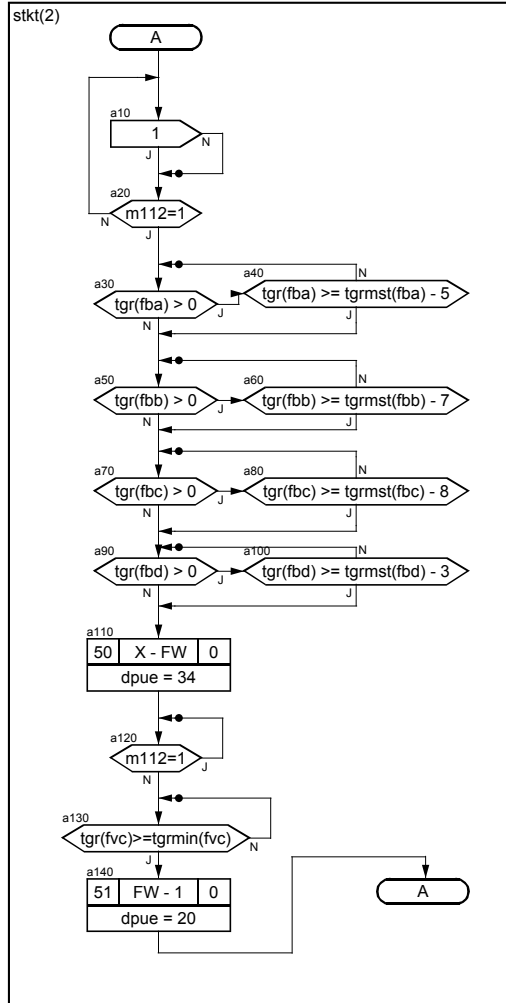 stkt(2)
A
a10
1
N
J
a20
m112=1
N
J
N
a30
a40
tgr(fba) > 0
tgr(fba) >= tgrmst(fba) - 5
N
J
J
N
a50
a60
tgr(fbb) > 0
tgr(fbb) >= tgrmst(fbb) - 7
N
J
J
N
a70
a80
tgr(fbc) > 0
tgr(fbc) >= tgrmst(fbc) - 8
N
J
J
N
a90
a100
tgr(fbd) > 0
tgr(fbd) >= tgrmst(fbd) - 3
N
J
J
a110
50 X - FW 0
dpue = 34
a120
m112=1
N
J
a130
tgr(fvc)>=tgrmin(fvc)
N
J
a140
51 FW - 1 0
dpue = 20
A